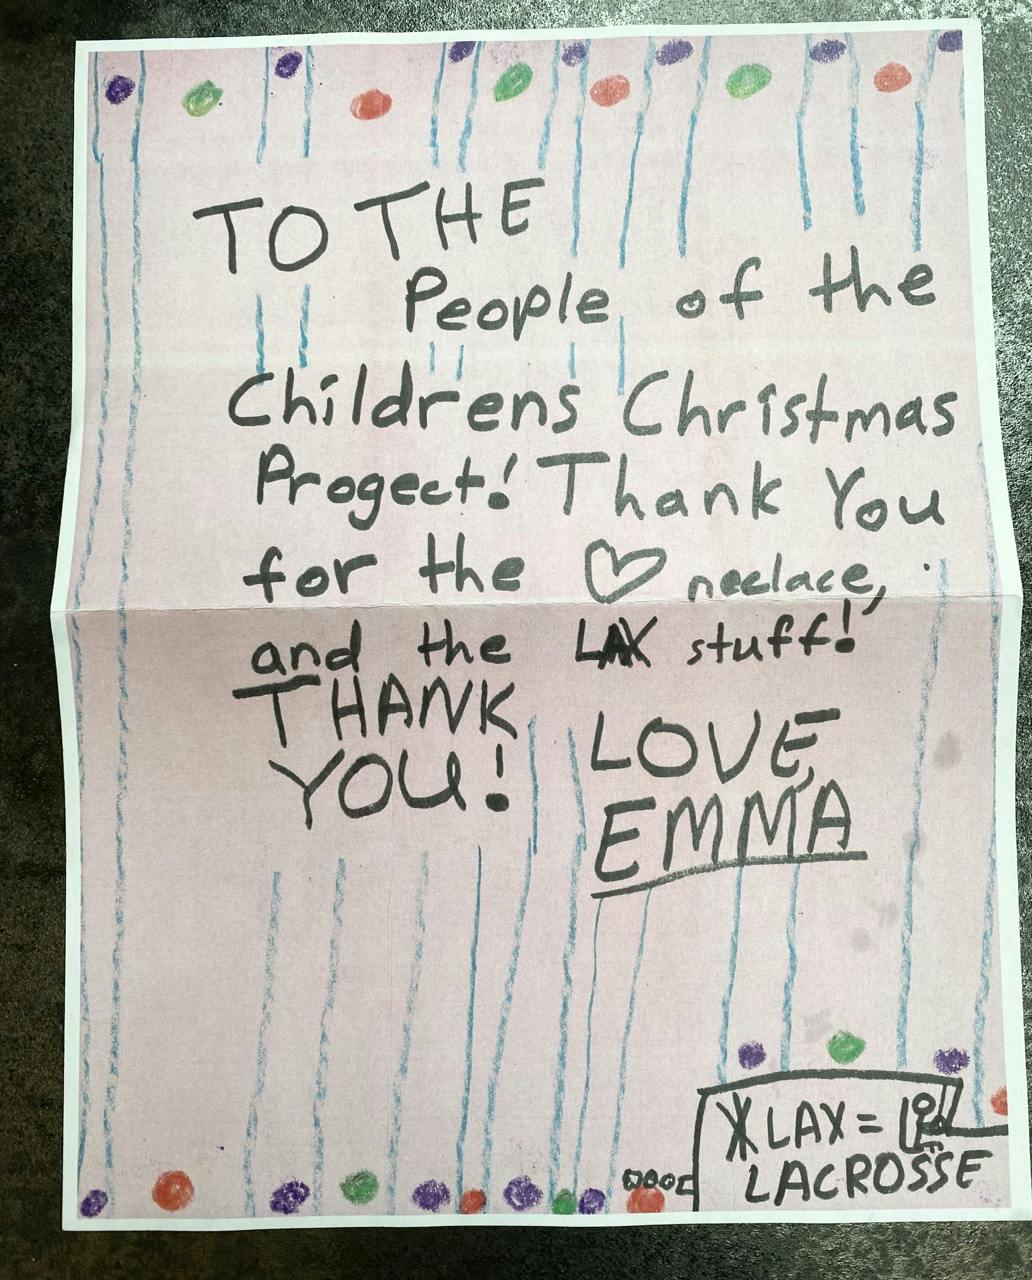 TO THE
People of the
Childrens Christmas
Progect! Thank You
for the ♡ neclace,
and the LAX stuff!
THANK
YOU!
LOVE,
EMMA
* LAX =
LACROSSE